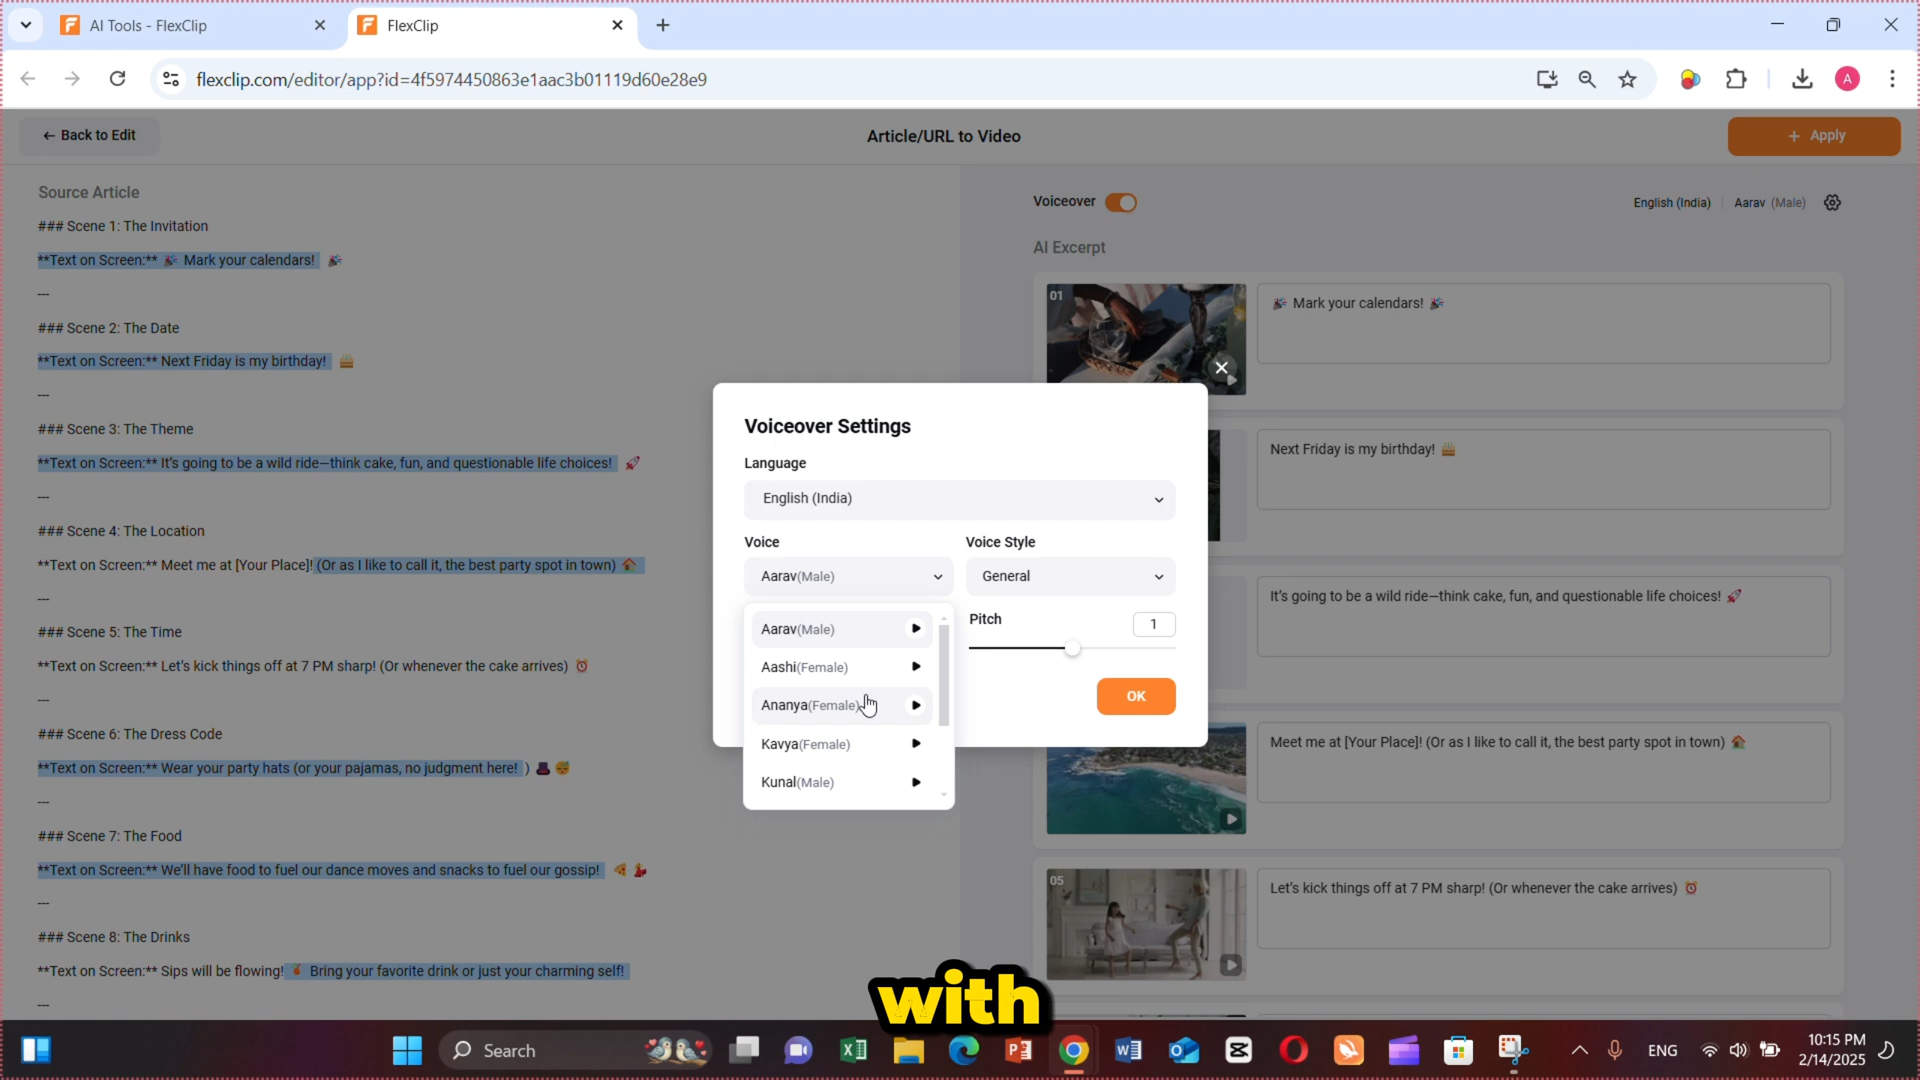 AI Tools - FlexClip
FlexClip
flexclip.com/editor/app?id=4f5974450863e1aac3b01119d60e28e9
A
← Back to Edit
Article/URL to Video
+ Apply
Source Article
### Scene 1: The Invitation
**Text on Screen:** 🎉 Mark your calendars! 🎉
---
### Scene 2: The Date
**Text on Screen:** Next Friday is my birthday! 🎂
---
### Scene 3: The Theme
**Text on Screen:** It's going to be a wild ride—think cake, fun, and questionable life choices! 🚀
---
### Scene 4: The Location
**Text on Screen:** Meet me at [Your Place]! (Or as I like to call it, the best party spot in town) 🏠
---
### Scene 5: The Time
**Text on Screen:** Let's kick things off at 7 PM sharp! (Or whenever the cake arrives) ⏰
---
### Scene 6: The Dress Code
**Text on Screen:** Wear your party hats (or your pajamas, no judgment here! ) 🎩😴
---
### Scene 7: The Food
**Text on Screen:** We'll have food to fuel our dance moves and snacks to fuel our gossip! 🍕💃
---
### Scene 8: The Drinks
**Text on Screen:** Sips will be flowing! 🍹 Bring your favorite drink or just your charming self!
---
Voiceover
English (India)
Aarav (Male)
AI Excerpt
01
🎉 Mark your calendars! 🎉
Next Friday is my birthday! 🎂
It's going to be a wild ride—think cake, fun, and questionable life choices! 🚀
Meet me at [Your Place]! (Or as I like to call it, the best party spot in town) 🏠
05
Let's kick things off at 7 PM sharp! (Or whenever the cake arrives) ⏰
Voiceover Settings
Language
English (India)
Voice
Voice Style
Aarav(Male)
General
Aarav(Male)
Aashi(Female)
Ananya(Female)
Kavya(Female)
Kunal(Male)
Pitch
1
OK
with
Search
ENG
10:15 PM
2/14/2025